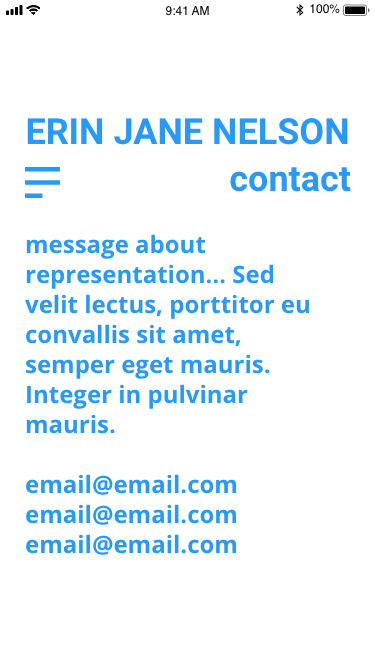 9:41 AM
100%
ERIN JANE NELSON
contact
message about
representation... Sed
velit lectus, porttitor eu
convallis sit amet,
semper eget mauris.
Integer in pulvinar
mauris.
email@email.com
email@email.com
email@email.com